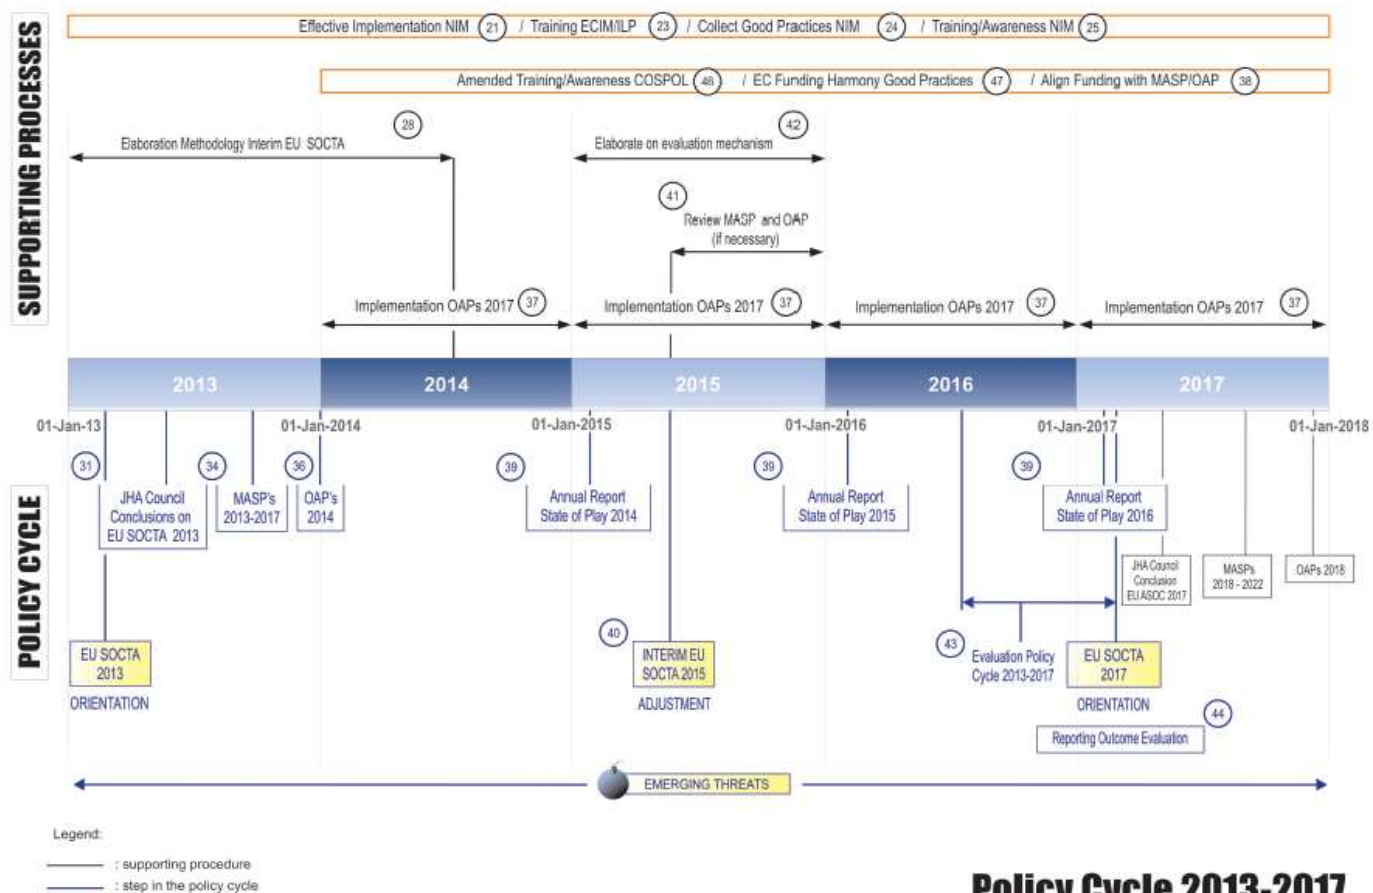 SUPPORTING PROCESSES
Effective Implementation NIM 21 / Training ECIM/ILP 23 / Collect Good Practices NIM 24 / Training/Awareness NIM 25
Amended Training/Awareness COSPOL 46 / EC Funding Harmony Good Practices 47 / Align Funding with MASP/OAP 38
28
Elaboration Methodology Interim EU SOCTA
42
Elaborate on evaluation mechanism
41
Review MASP and OAP
(if necessary)
Implementation OAPs 2017 37
Implementation OAPs 2017 37
Implementation OAPs 2017 37
Implementation OAPs 2017 37
2013
2014
2015
2016
2017
01-Jan-13
01-Jan-2014
01-Jan-2015
01-Jan-2016
01-Jan-2017
01-Jan-2018
POLICY CYCLE
31
JHA Council
Conclusions on
EU SOCTA 2013
34
MASP's
2013-2017
36
OAP's
2014
39
Annual Report
State of Play 2014
39
Annual Report
State of Play 2015
39
Annual Report
State of Play 2016
JHA Council
Conclusion
EU ASOC 2017
MASPs
2018 - 2022
OAPs 2018
EU SOCTA
2013
ORIENTATION
40
INTERIM EU
SOCTA 2015
ADJUSTMENT
43
Evaluation Policy
Cycle 2013-2017
EU SOCTA
2017
ORIENTATION
44
Reporting Outcome Evaluation
EMERGING THREATS
Legend:
: supporting procedure
: step in the policy cycle
Policy Cycle 2013-2017